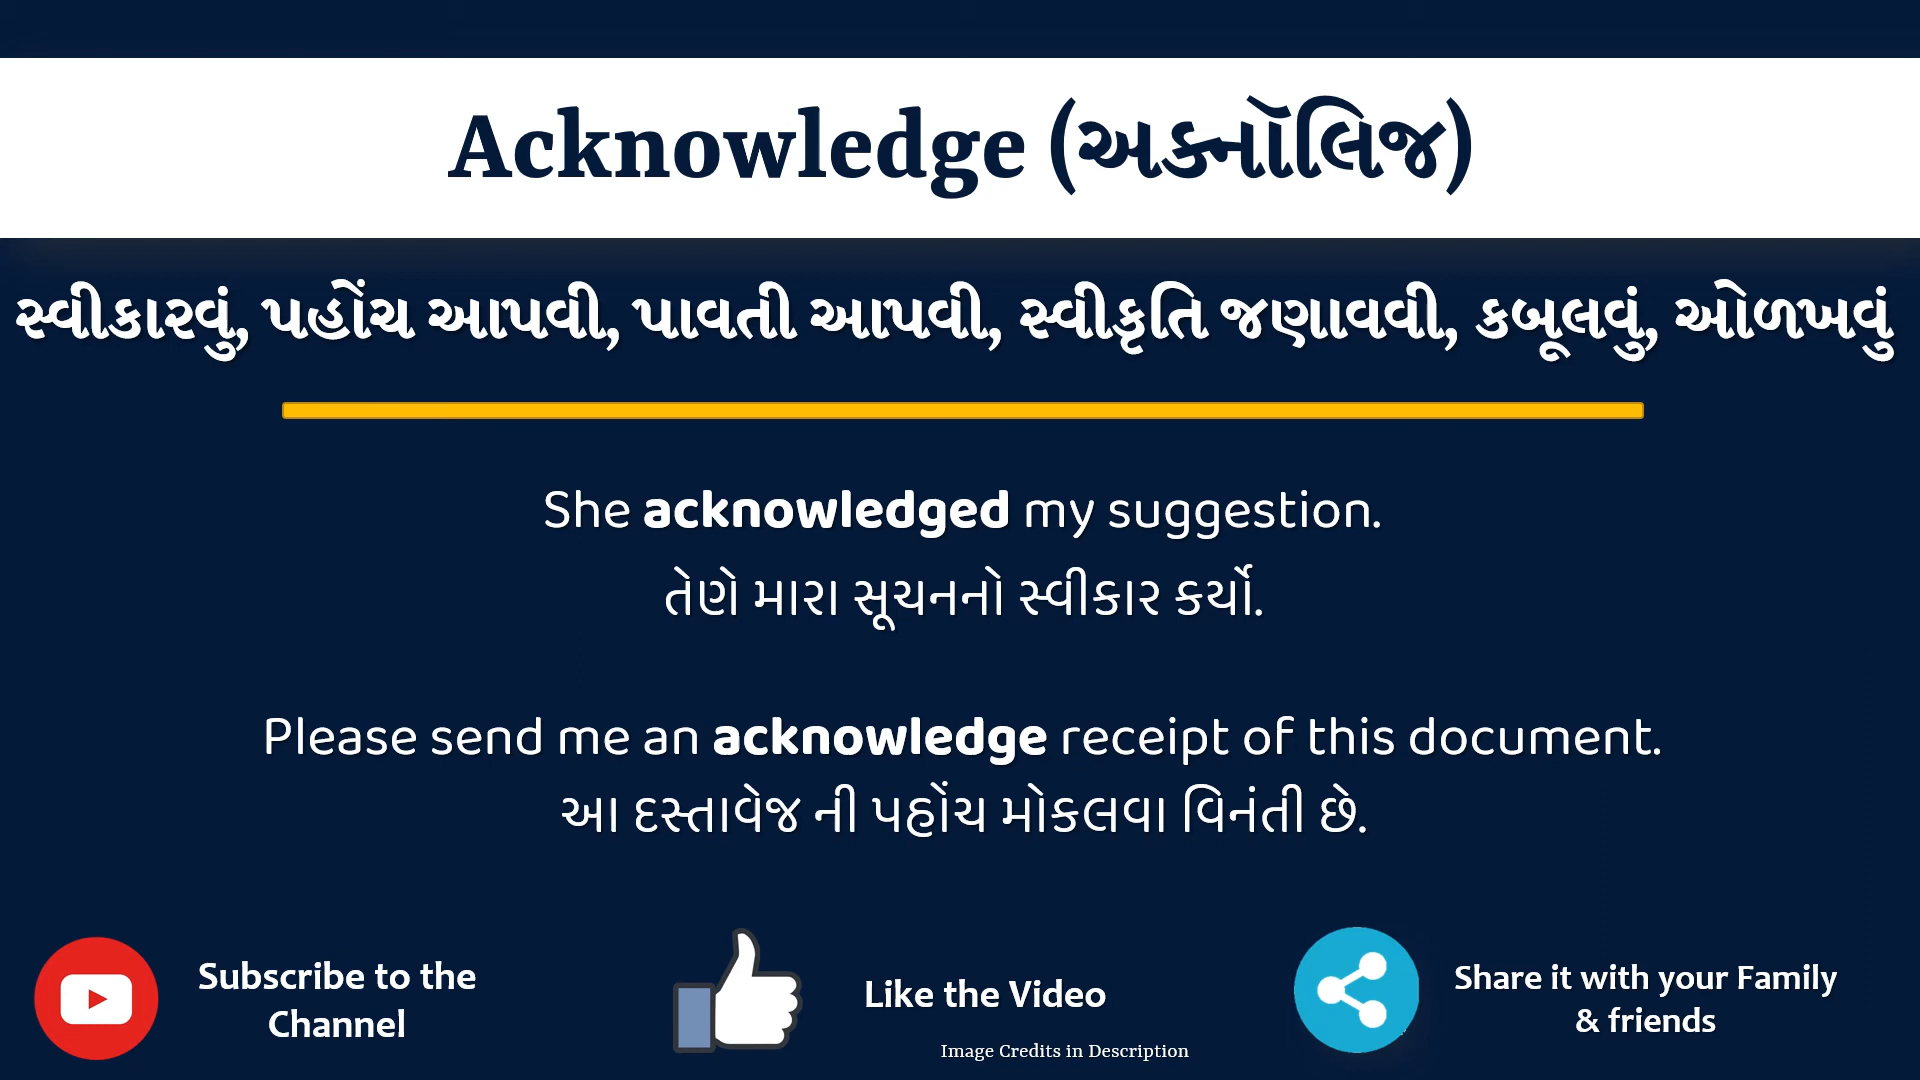 Acknowledge (અક્નૉલિજ)
સ્વીકારવું, પહોંચ આપવી, પાવતી આપવી, સ્વીકૃતિ જણાવવી, કબૂલવું, ઓળખવું
She acknowledged my suggestion.
તેણે મારા સૂચનનો સ્વીકાર કર્યો.
Please send me an acknowledge receipt of this document.
આ દસ્તાવેજ ની પહોંચ મોકલવા વિનંતી છે.
Subscribe to the
Channel
Like the Video
Share it with your Family
& friends
Image Credits in Description